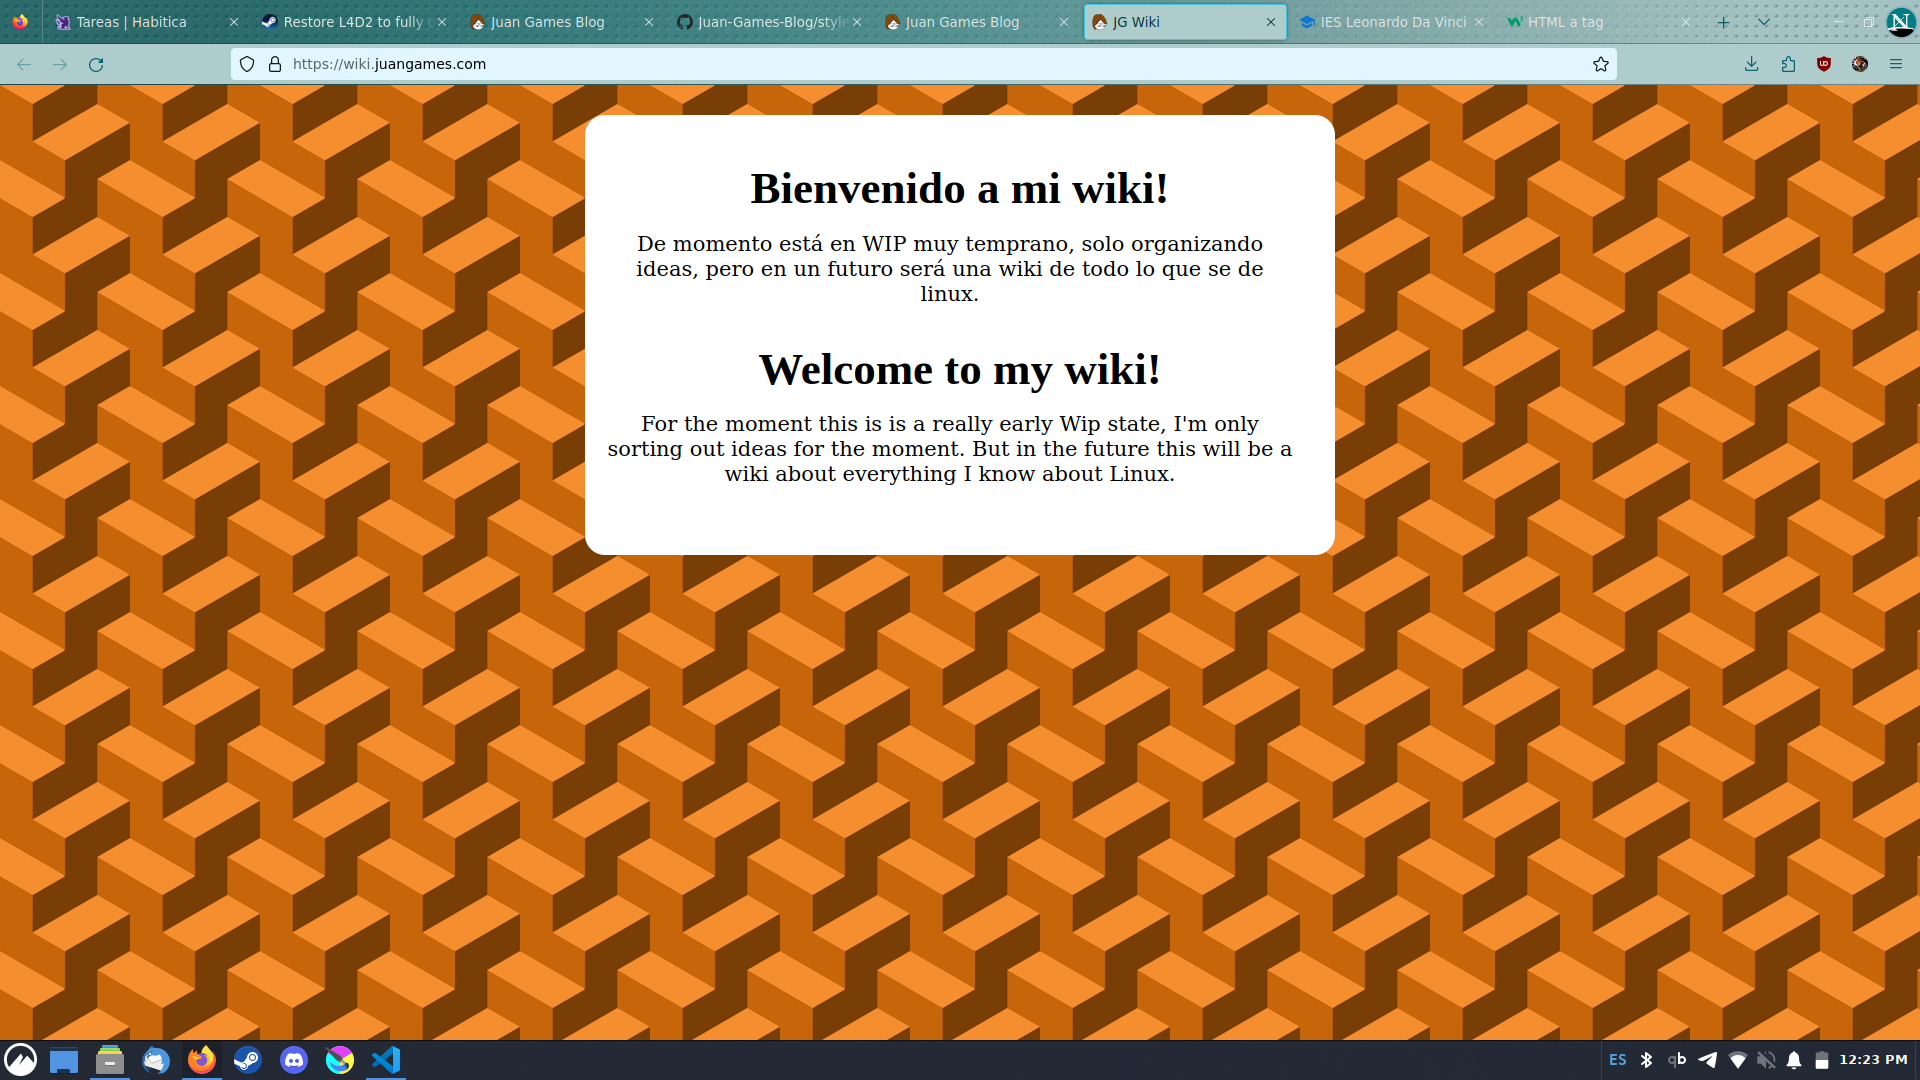 Tareas | Habitica
Restore L4D2 to fully
Juan Games Blog
Juan-Games-Blog/style
Juan Games Blog
JG Wiki
IES Leonardo Da Vinci
HTML a tag
https://wiki.juangames.com
Bienvenido a mi wiki!
De momento está en WIP muy temprano, solo organizando
ideas, pero en un futuro será una wiki de todo lo que se de
linux.
Welcome to my wiki!
For the moment this is is a really early Wip state, I'm only
sorting out ideas for the moment. But in the future this will be a
wiki about everything I know about Linux.
ES
qb
12:23 PM